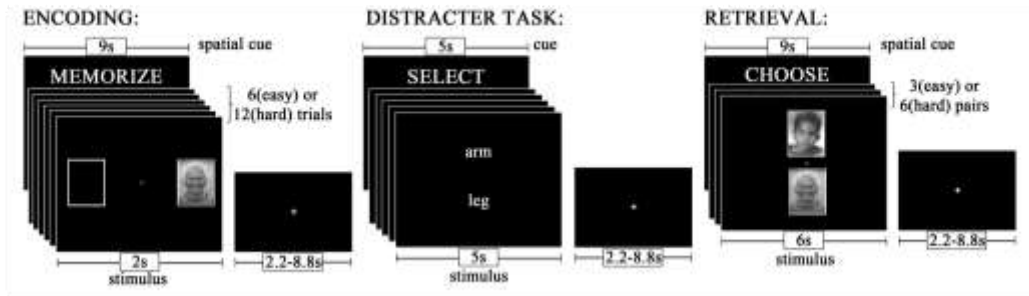 ENCODING:
9s
spatial cue
MEMORIZE
6(easy) or
12(hard) trials
2s
stimulus
2.2-8.8s
DISTRACTER TASK:
5s
cue
SELECT
arm
leg
5s
stimulus
2.2-8.8s
RETRIEVAL:
9s
spatial cue
CHOOSE
3(easy) or
6(hard) pairs
6s
stimulus
2.2-8.8s